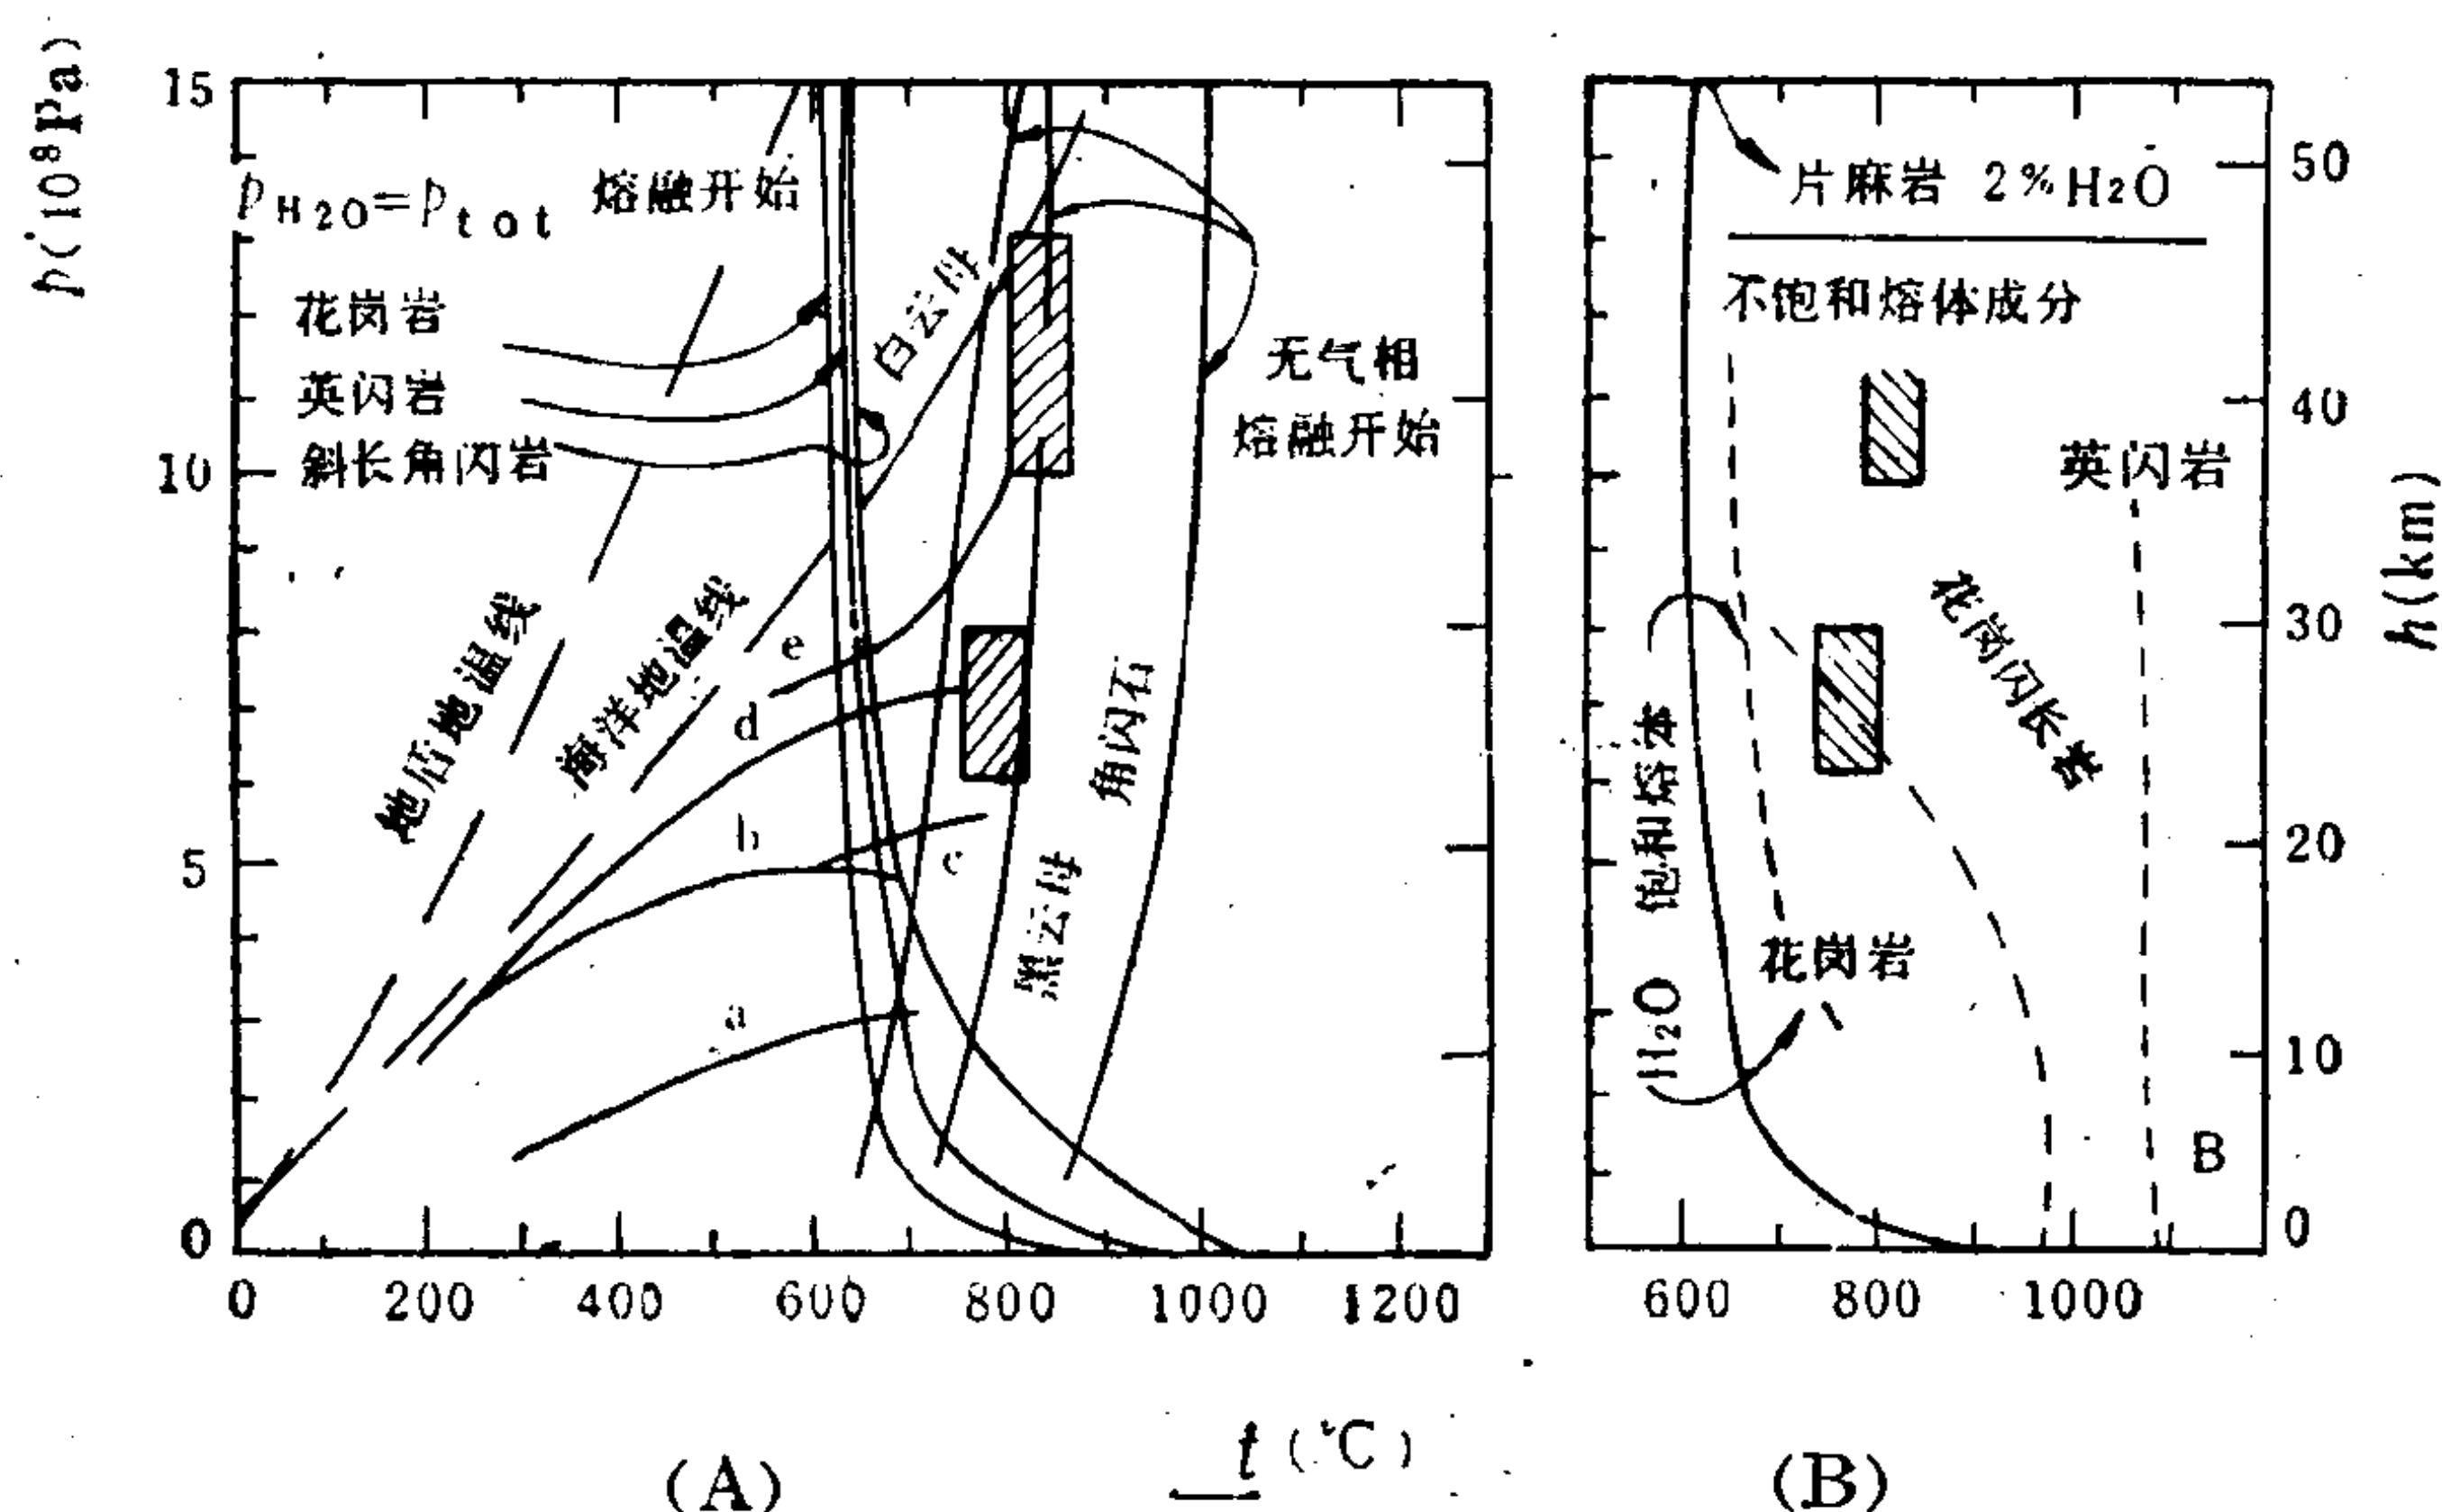 p(10⁸Pa)
15
10
5
0
pH₂O=ptot
熔融开始
花岗岩
英闪岩
斜长角闪岩
白云母
无气相
熔融开始
地盾地温线
海洋地温线
e
d
b
c
a
角闪石
黑云母
0 200 400 600 800 1000 1200
(A)
t(℃)
片麻岩 2%H₂O
不饱和熔体成分
英闪岩
花岗闪长岩
H₂O 饱和熔体
花岗岩
B
50
40
30
20
10
0
h(km)
600 800 1000
(B)